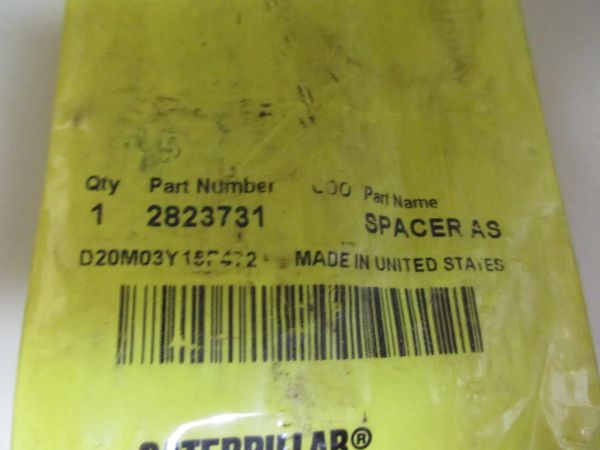 Qty Part Number COO Part Name
1 2823731 SPACER AS
MADE IN UNITED STATES
CATERPILLAR®